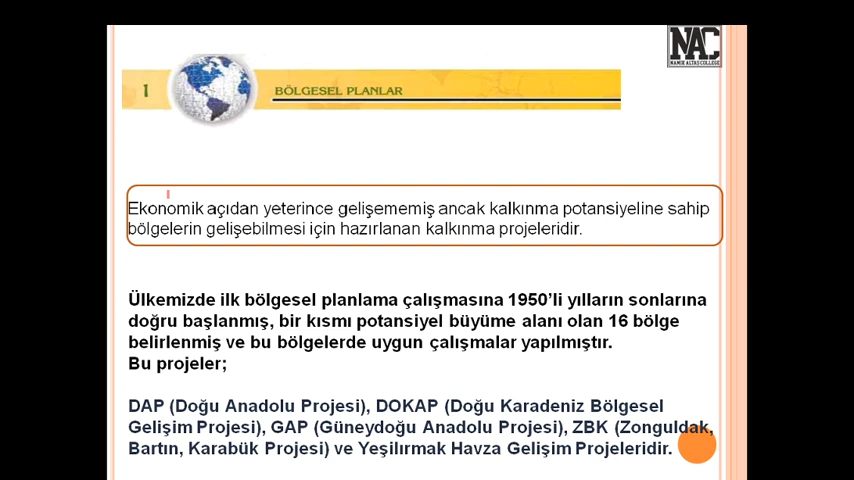 NAC
NAMIK ALTAŞ COLLEGE
1
BÖLGESEL PLANLAR
Ekonomik açıdan yeterince gelişememiş ancak kalkınma potansiyeline sahip
bölgelerin gelişebilmesi için hazırlanan kalkınma projeleridir.
Ülkemizde ilk bölgesel planlama çalışmasına 1950'li yılların sonlarına
doğru başlanmış, bir kısmı potansiyel büyüme alanı olan 16 bölge
belirlenmiş ve bu bölgelerde uygun çalışmalar yapılmıştır.
Bu projeler;
DAP (Doğu Anadolu Projesi), DOKAP (Doğu Karadeniz Bölgesel
Gelişim Projesi), GAP (Güneydoğu Anadolu Projesi), ZBK (Zonguldak,
Bartın, Karabük Projesi) ve Yeşilırmak Havza Gelişim Projeleridir.